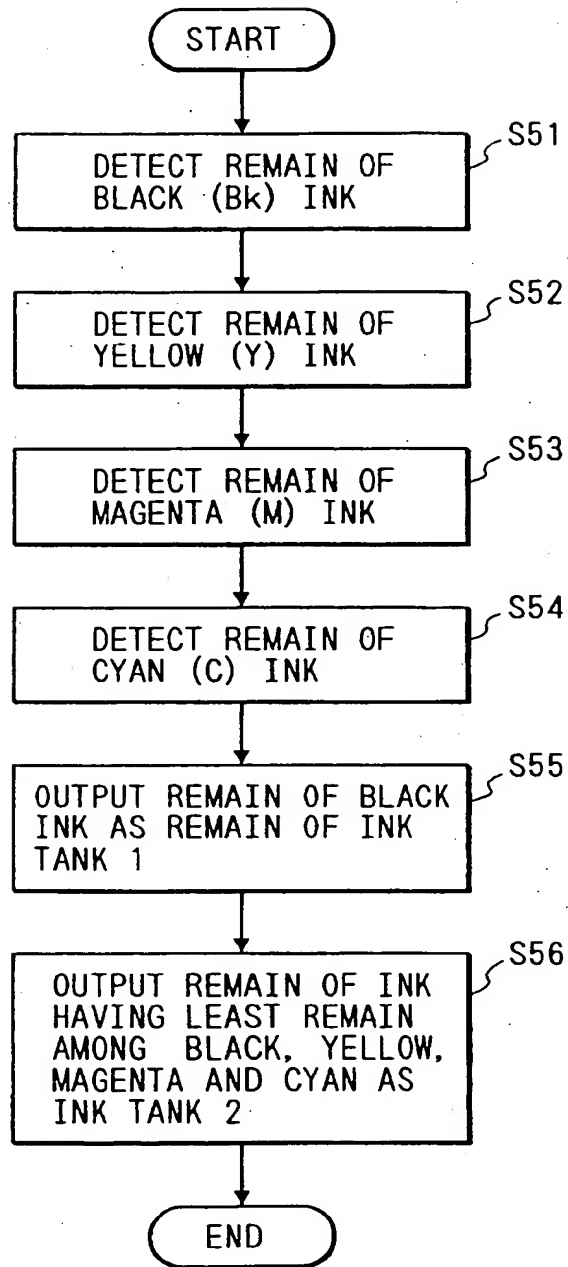 START
S51
DETECT REMAIN OF
BLACK (Bk) INK
S52
DETECT REMAIN OF
YELLOW (Y) INK
S53
DETECT REMAIN OF
MAGENTA (M) INK
S54
DETECT REMAIN OF
CYAN (C) INK
S55
OUTPUT REMAIN OF BLACK
INK AS REMAIN OF INK
TANK 1
S56
OUTPUT REMAIN OF INK
HAVING LEAST REMAIN
AMONG BLACK, YELLOW,
MAGENTA AND CYAN AS
INK TANK 2
END